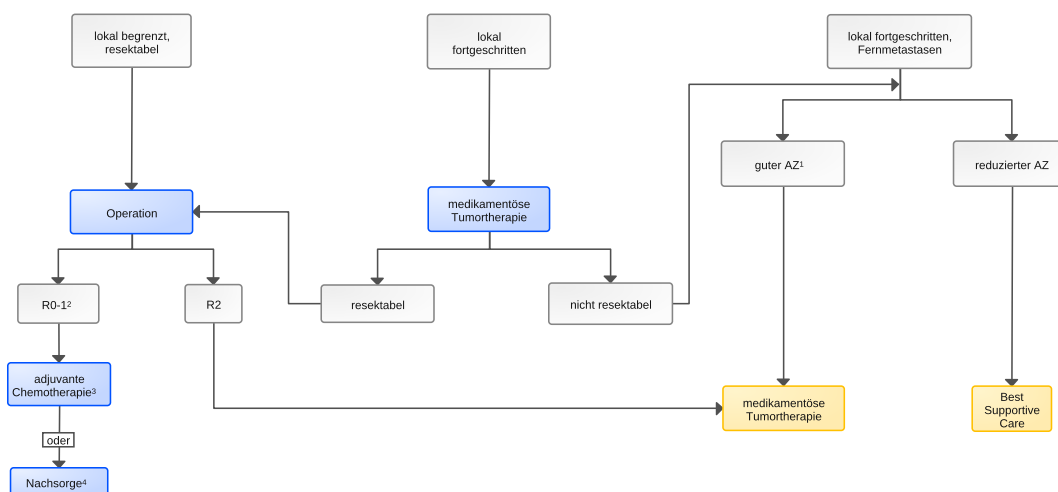 lokal begrenzt,
resektabel
lokal
fortgeschritten
lokal fortgeschritten,
Fernmetastasen
guter AZ¹
reduzierter AZ
Operation
medikamentöse
Tumortherapie
R0-1²
R2
resektabel
nicht resektabel
adjuvante
Chemotherapie³
medikamentöse
Tumortherapie
Best
Supportive
Care
oder
Nachsorge⁴